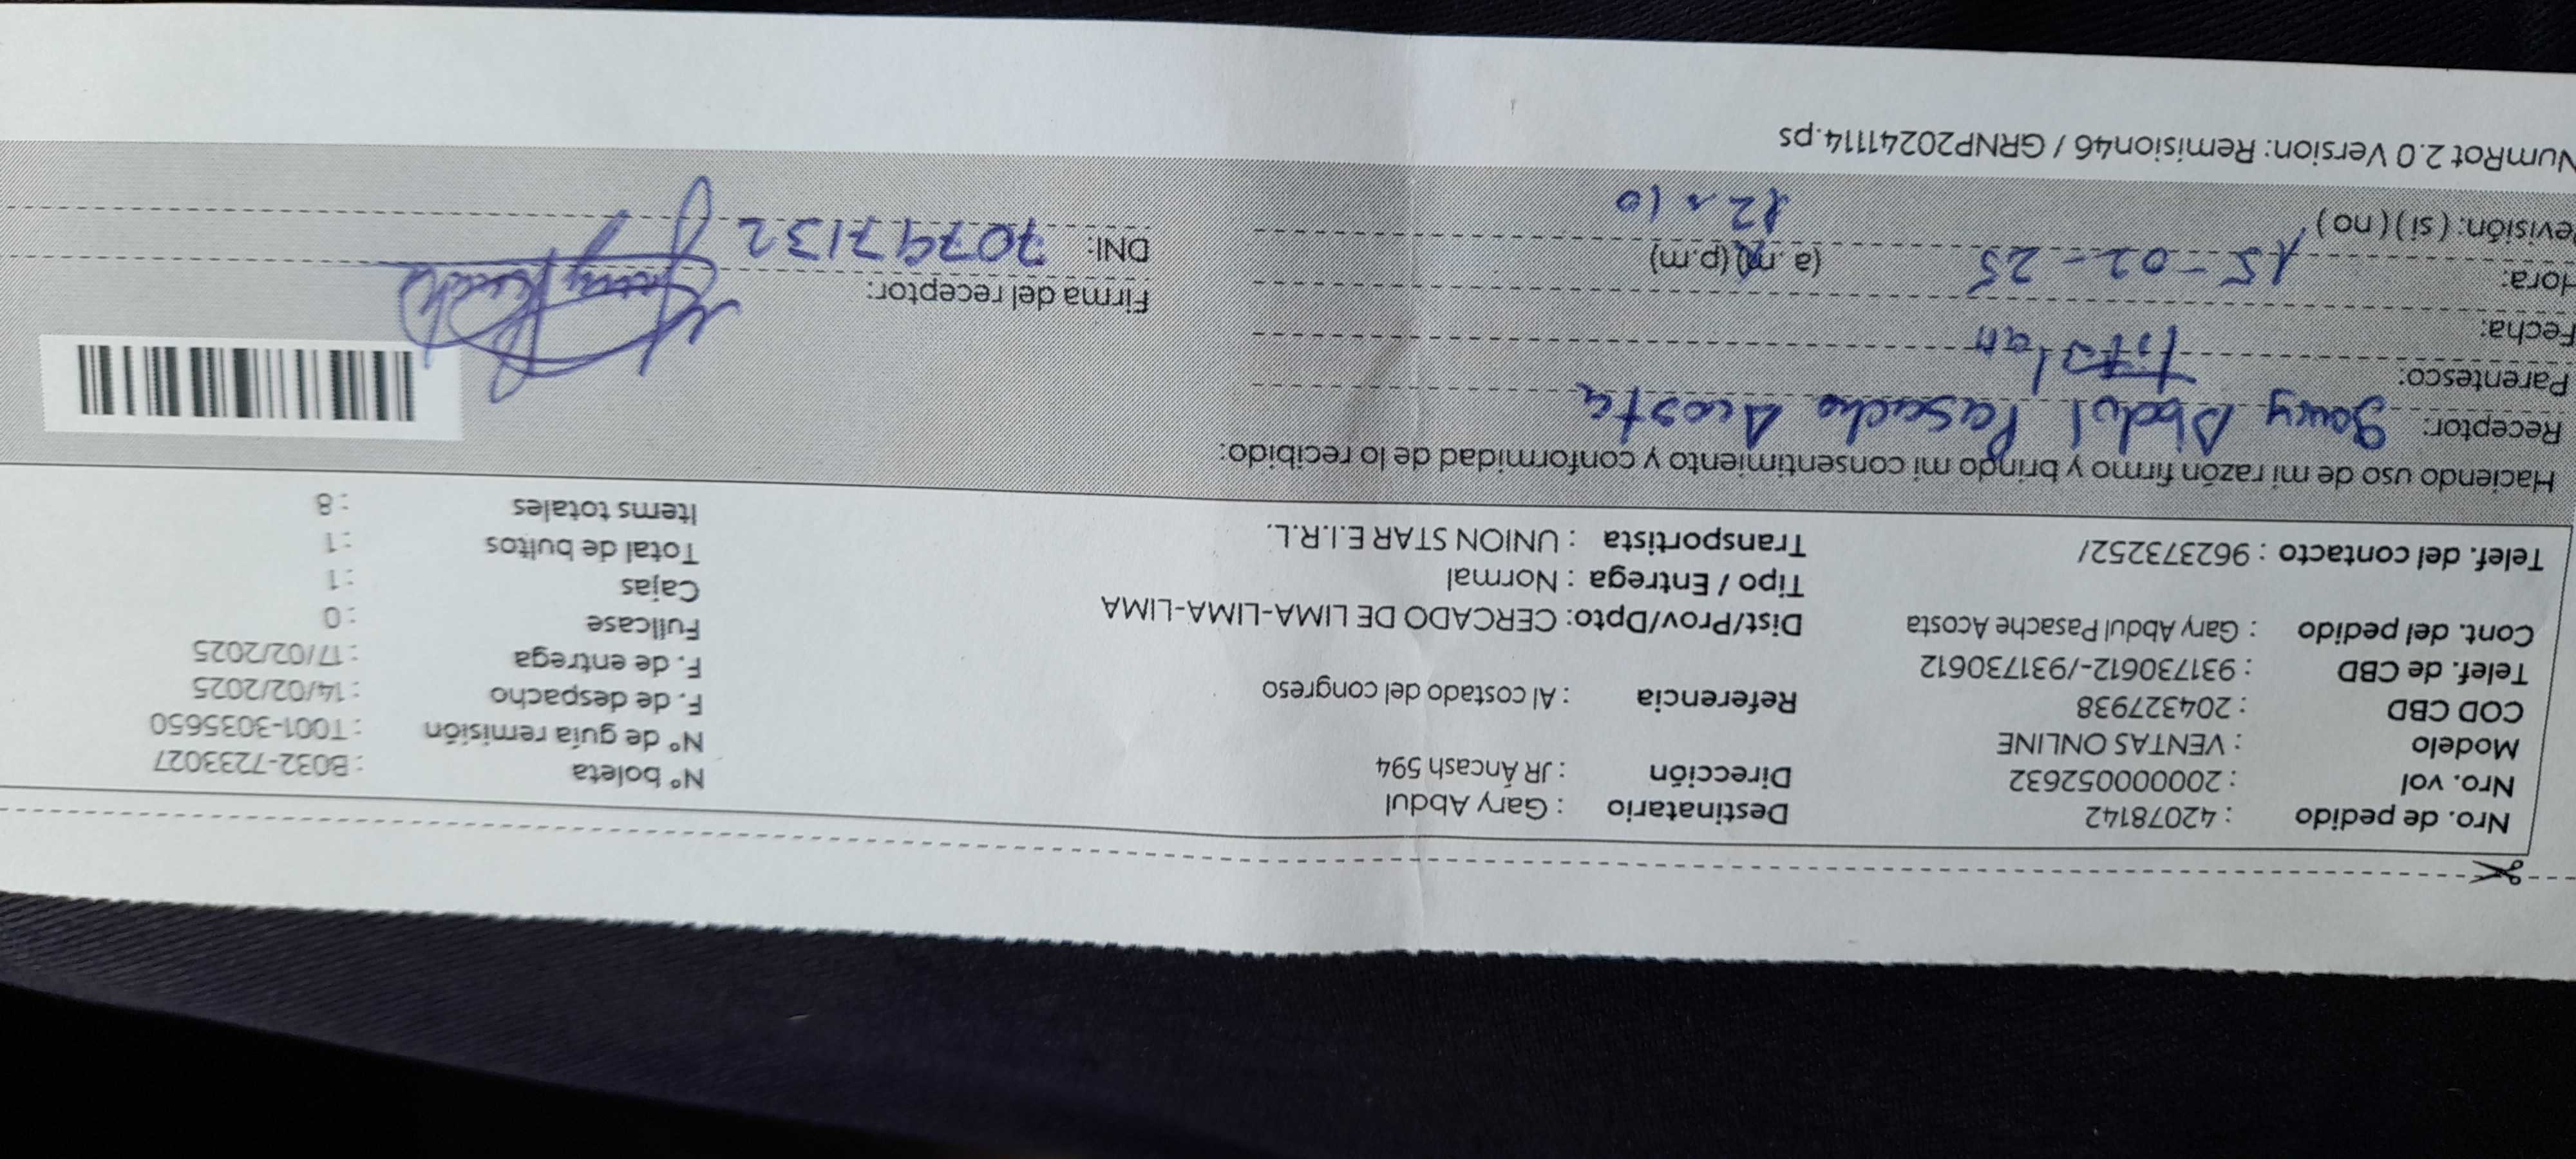 Nro. de pedido : 42078142 Destinatario : Gary Abdul Nº boleta : B032-7233027
Nro. vol : 20000052632 Dirección : JR Áncash 594 Nº de guía remisión : T001-3035650
Modelo : VENTAS ONLINE F. de despacho : 14/02/2025
COD CBD : 204327938 Referencia : Al costado del congreso F. de entrega : 17/02/2025
Telef. de CBD : 931730612-/931730612 Fullcase : 0
Cont. del pedido : Gary Abdul Pasache Acosta Dist/Prov/Dpto: CERCADO DE LIMA-LIMA-LIMA Cajas : 1
Tipo / Entrega : Normal Total de bultos : 1
Telef. del contacto : 962373252/ Transportista : UNION STAR E.I.R.L. Items totales : 8
Haciendo uso de mi razón firmo y brindo mi consentimiento y conformidad de lo recibido:
Receptor: Gary Abdul Pasache Acosta
Parentesco: Titular
Fecha: Firma del receptor:
Hora: 15-02-25 (a.m) (p.m) DNI: 70797132
evisión: (si) (no) 12:10
NumRot 2.0 Version: Remision46 / GRNP20241114.ps